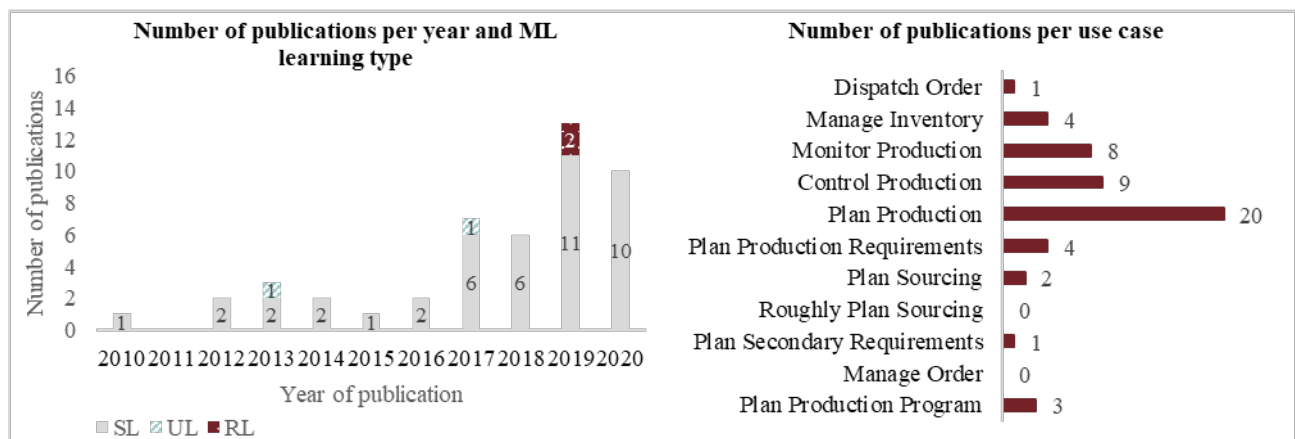 Number of publications per year and ML
learning type
16
14
12
10
8
6
4
2
0
Number of publications
1
2
2
1
2
1
2
6
1
6
11
2
10
2010 2011 2012 2013 2014 2015 2016 2017 2018 2019 2020
Year of publication
SL UL RL
Number of publications per use case
Dispatch Order 1
Manage Inventory 4
Monitor Production 8
Control Production 9
Plan Production 20
Plan Production Requirements 4
Plan Sourcing 2
Roughly Plan Sourcing 0
Plan Secondary Requirements 1
Manage Order 0
Plan Production Program 3